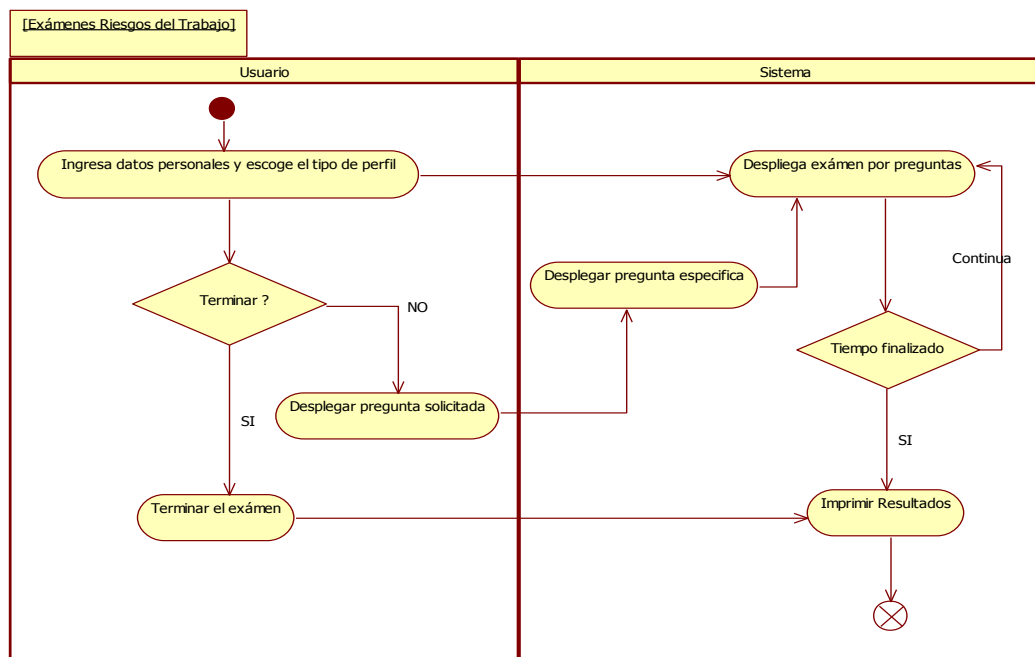 [Exámenes Riesgos del Trabajo]
Usuario
Sistema
Ingresa datos personales y escoge el tipo de perfil
Despliega exámen por preguntas
Continua
Desplegar pregunta especifica
Terminar ?
NO
Tiempo finalizado
Desplegar pregunta solicitada
SI
SI
Terminar el exámen
Imprimir Resultados